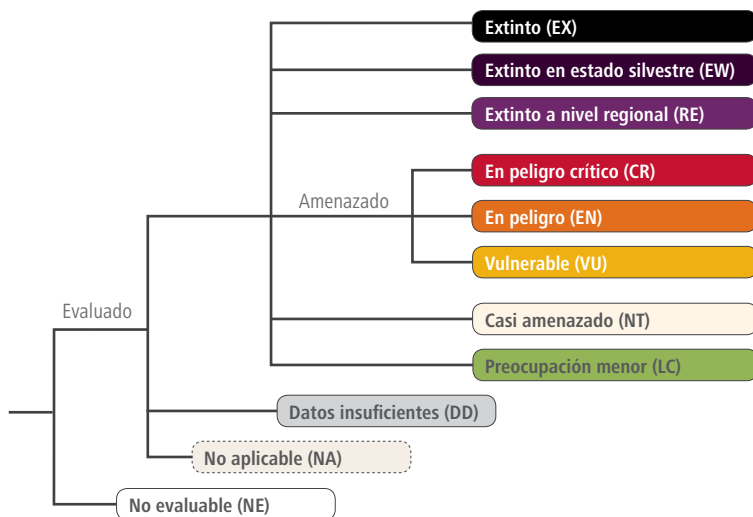 Extinto (EX)
Extinto en estado silvestre (EW)
Extinto a nivel regional (RE)
En peligro crítico (CR)
Amenazado
En peligro (EN)
Vulnerable (VU)
Evaluado
Casi amenazado (NT)
Preocupación menor (LC)
Datos insuficientes (DD)
No aplicable (NA)
No evaluable (NE)